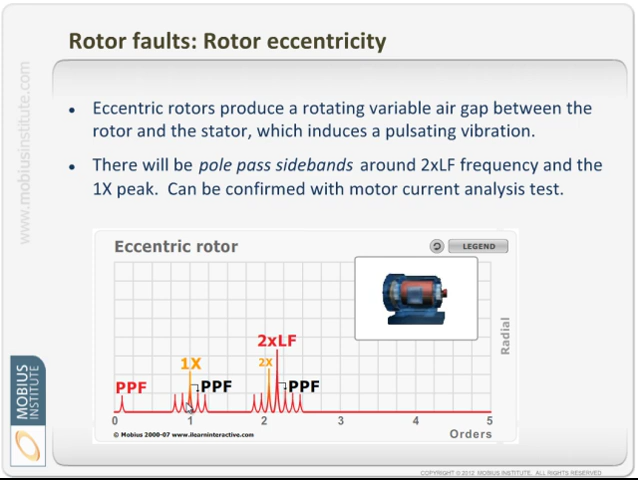 Rotor faults: Rotor eccentricity
www.mobiusinstitute.com
• Eccentric rotors produce a rotating variable air gap between the
rotor and the stator, which induces a pulsating vibration.
• There will be pole pass sidebands around 2xLF frequency and the
1X peak. Can be confirmed with motor current analysis test.
Eccentric rotor
LEGEND
2xLF
1X
2X
PPF
PPF
PPF
Radial
0 1 2 3 4 5
Orders
© Mobius 2000-07 www.ilearninteractive.com
MOBIUS
INSTITUTE
COPYRIGHT © 2012 MOBIUS INSTITUTE. ALL RIGHTS RESERVED.